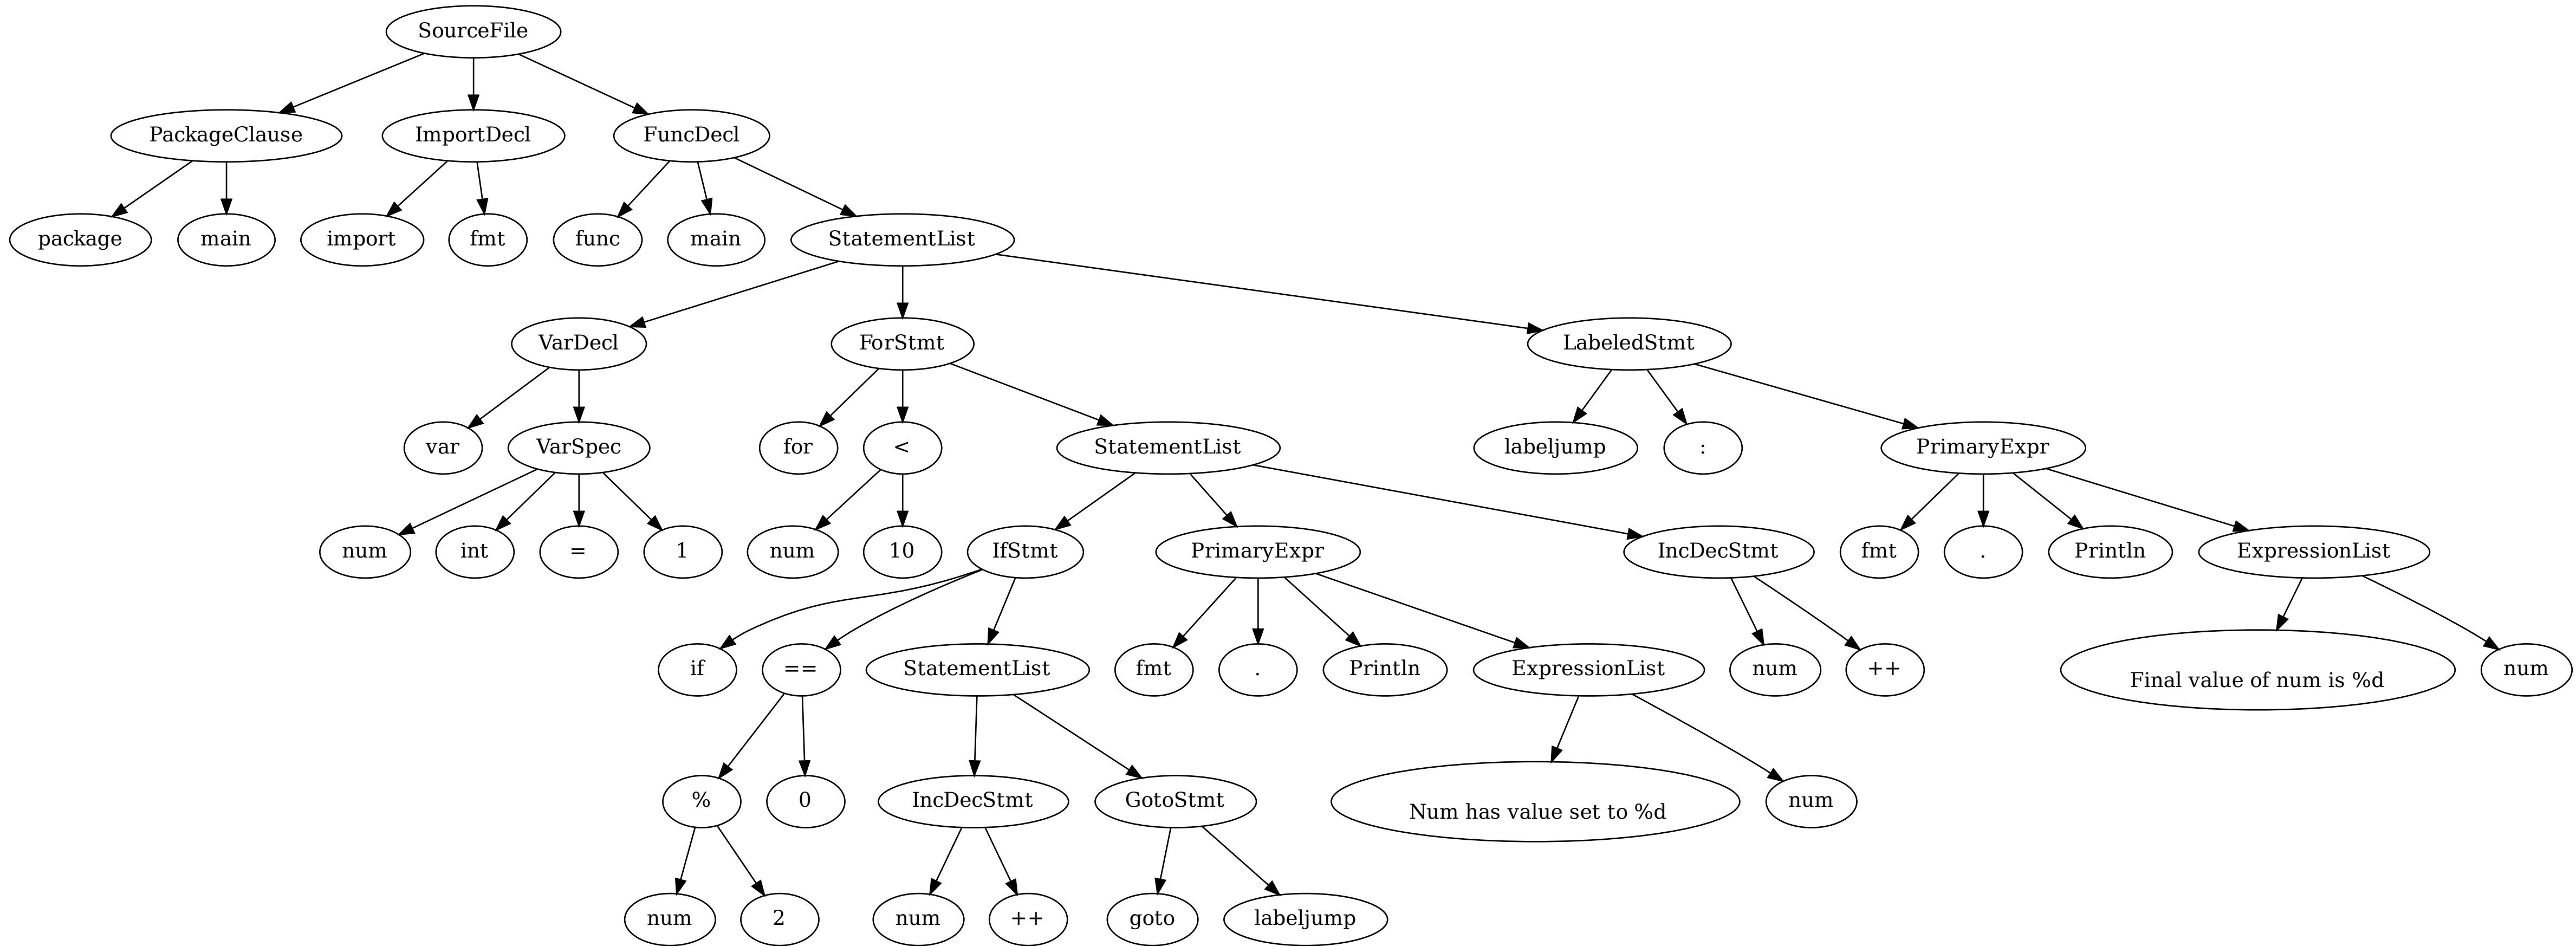 SourceFile
PackageClause
ImportDecl
FuncDecl
package
main
import
fmt
func
main
StatementList
VarDecl
ForStmt
LabeledStmt
var
VarSpec
for
<
StatementList
labeljump
:
PrimaryExpr
num
int
=
1
num
10
IfStmt
PrimaryExpr
IncDecStmt
fmt
.
Println
ExpressionList
if
==
StatementList
fmt
.
Println
ExpressionList
num
++
Final value of num is %d
num
%
0
IncDecStmt
GotoStmt
Num has value set to %d
num
num
2
num
++
goto
labeljump